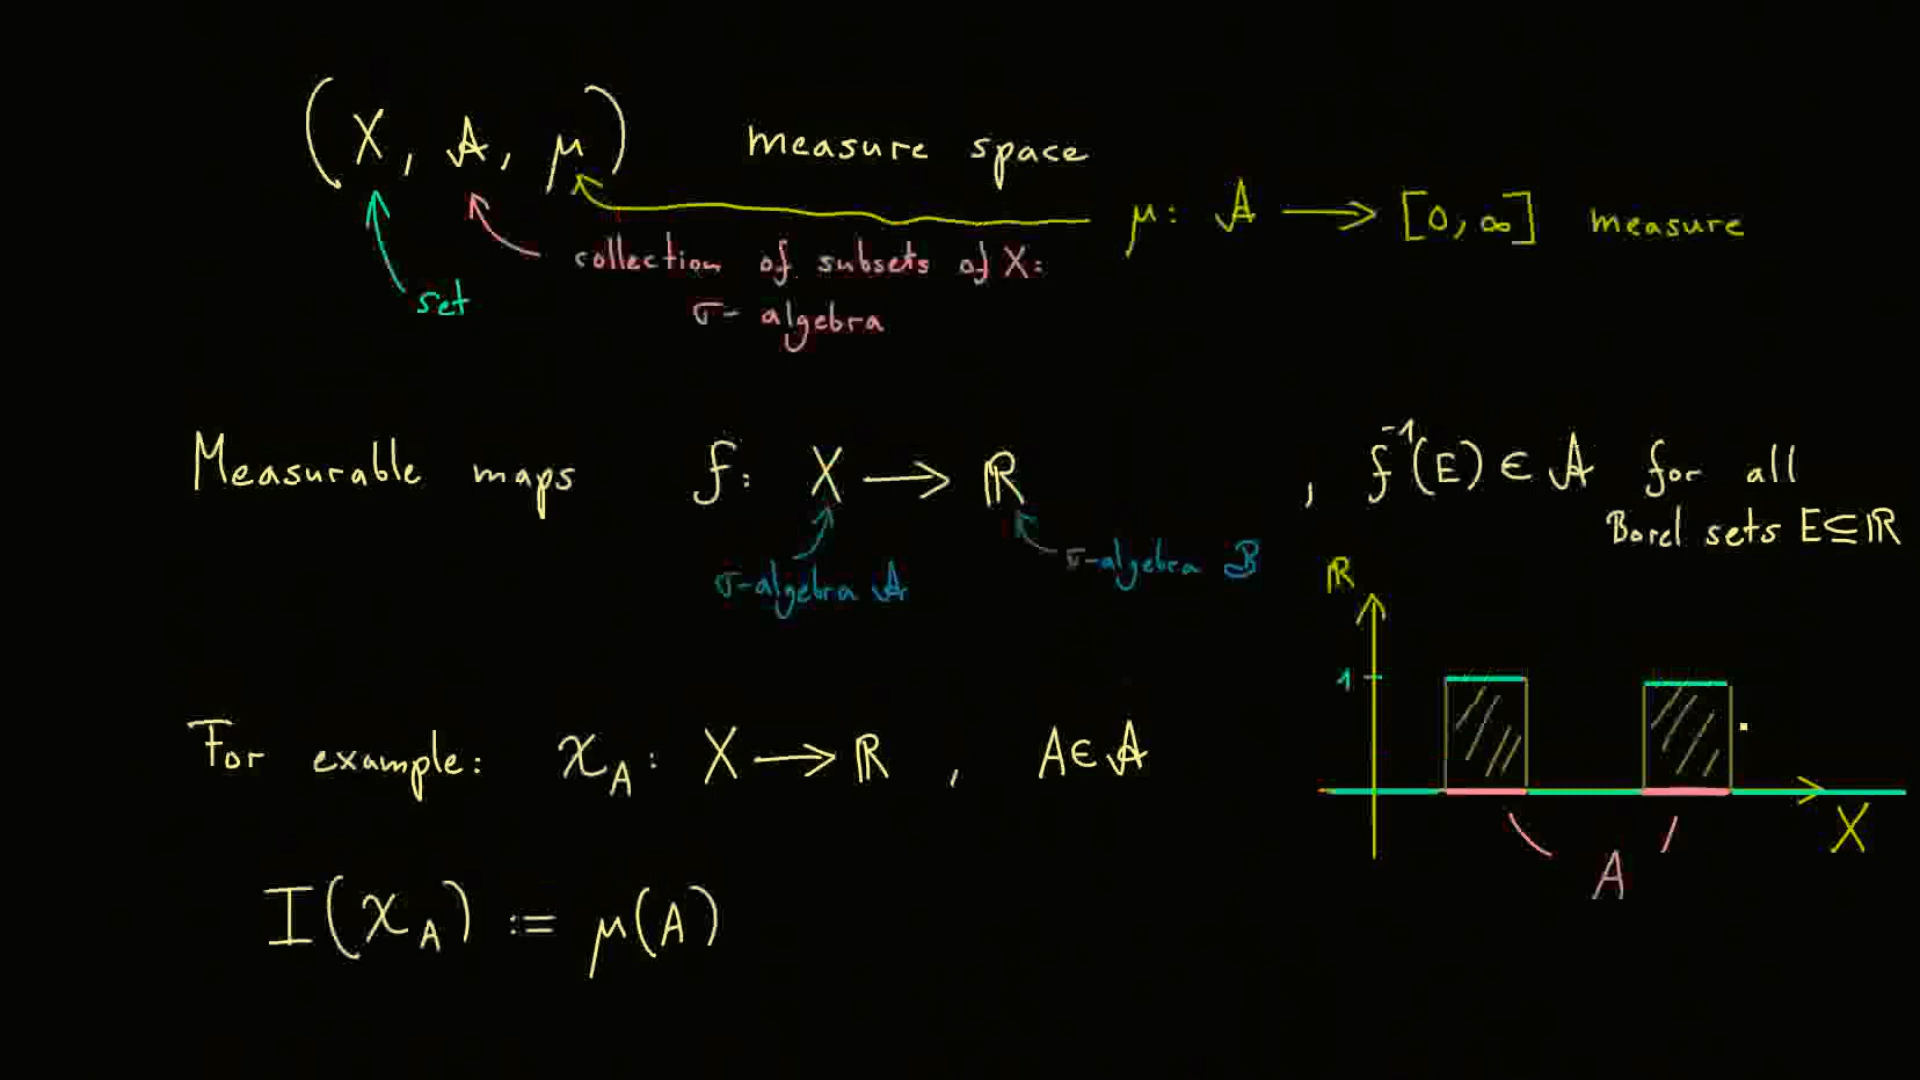 (X, 𝒜, μ) measure space
μ: 𝒜 ⟶ [0,∞] measure
set
collection of subsets of X:
σ- algebra
Measurable maps f: X ⟶ ℝ , f⁻¹(E) ∈ 𝒜 for all
Borel sets E⊆ℝ
σ-algebra 𝒜
σ-algebra ℬ
ℝ
1
For example: χ_A: X ⟶ ℝ , A∈𝒜
X
A
I(χ_A) := μ(A)